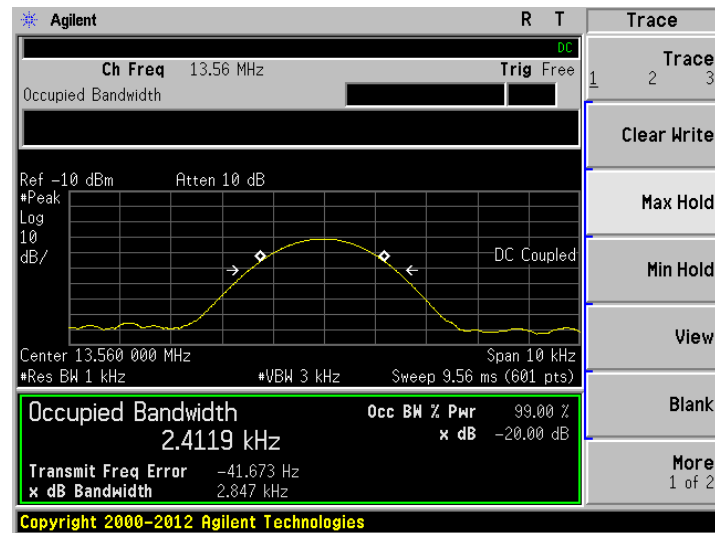 Agilent R T Trace
DC
Ch Freq 13.56 MHz Trig Free
Occupied Bandwidth
Trace
1 2 3
Clear Write
Max Hold
Min Hold
View
Blank
More
1 of 2
Ref -10 dBm Atten 10 dB
#Peak
Log
10
dB/
DC Coupled
Center 13.560 000 MHz Span 10 kHz
#Res BW 1 kHz #VBW 3 kHz Sweep 9.56 ms (601 pts)
Occupied Bandwidth Occ BW % Pwr 99.00 %
2.4119 kHz x dB -20.00 dB
Transmit Freq Error -41.673 Hz
x dB Bandwidth 2.847 kHz
Copyright 2000-2012 Agilent Technologies